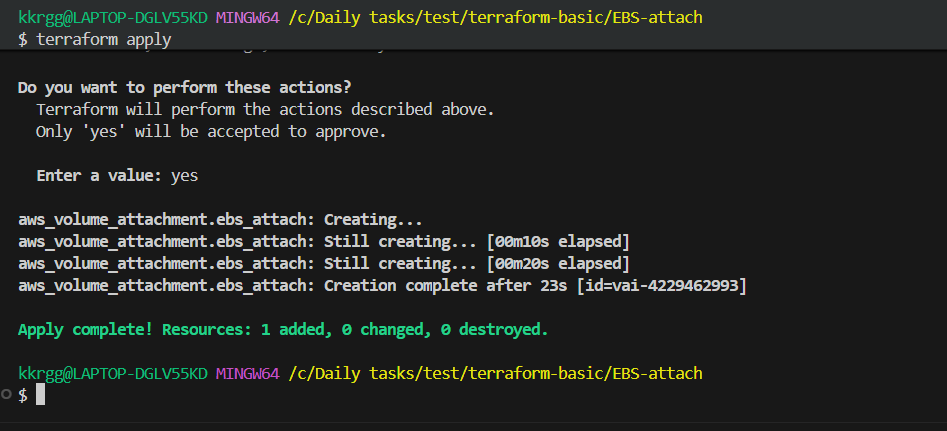 kkrgg@LAPTOP-DGLV55KD MINGW64 /c/Daily tasks/test/terraform-basic/EBS-attach
$ terraform apply
Do you want to perform these actions?
Terraform will perform the actions described above.
Only 'yes' will be accepted to approve.
Enter a value: yes
aws_volume_attachment.ebs_attach: Creating...
aws_volume_attachment.ebs_attach: Still creating... [00m10s elapsed]
aws_volume_attachment.ebs_attach: Still creating... [00m20s elapsed]
aws_volume_attachment.ebs_attach: Creation complete after 23s [id=vai-4229462993]
Apply complete! Resources: 1 added, 0 changed, 0 destroyed.
kkrgg@LAPTOP-DGLV55KD MINGW64 /c/Daily tasks/test/terraform-basic/EBS-attach
$